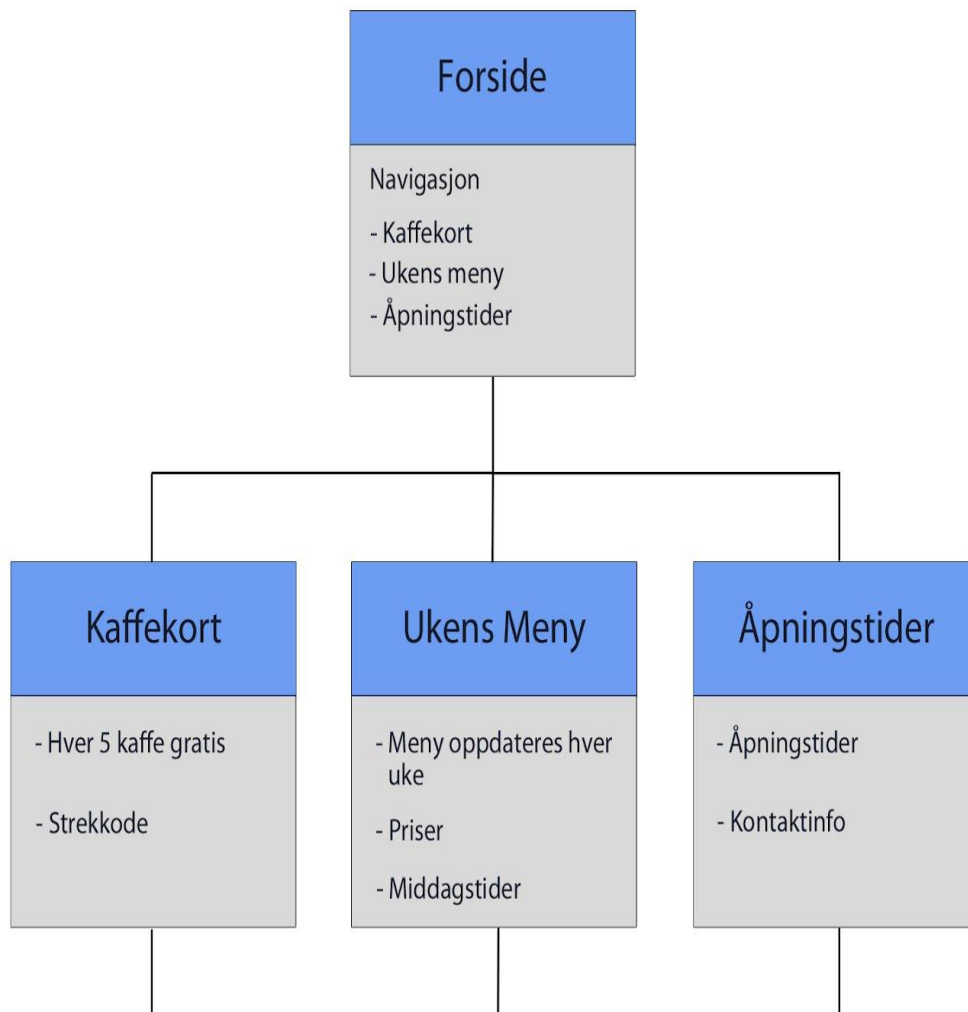 Forside
Navigasjon
- Kaffekort
- Ukens meny
- Åpningstider
Kaffekort
- Hver 5 kaffe gratis
- Strekkode
Ukens Meny
- Meny oppdateres hver
uke
- Priser
- Middagstider
Åpningstider
- Åpningstider
- Kontaktinfo